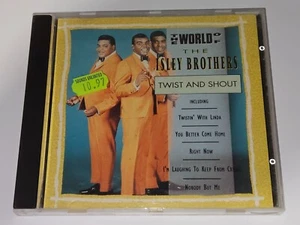 THE WORLD OF
THE
ISLEY BROTHERS
TWIST AND SHOUT
INCLUDING
TWISTIN' WITH LINDA
YOU BETTER COME HOME
RIGHT NOW
I'M LAUGHING TO KEEP FROM
NOBODY BUT ME
10.97